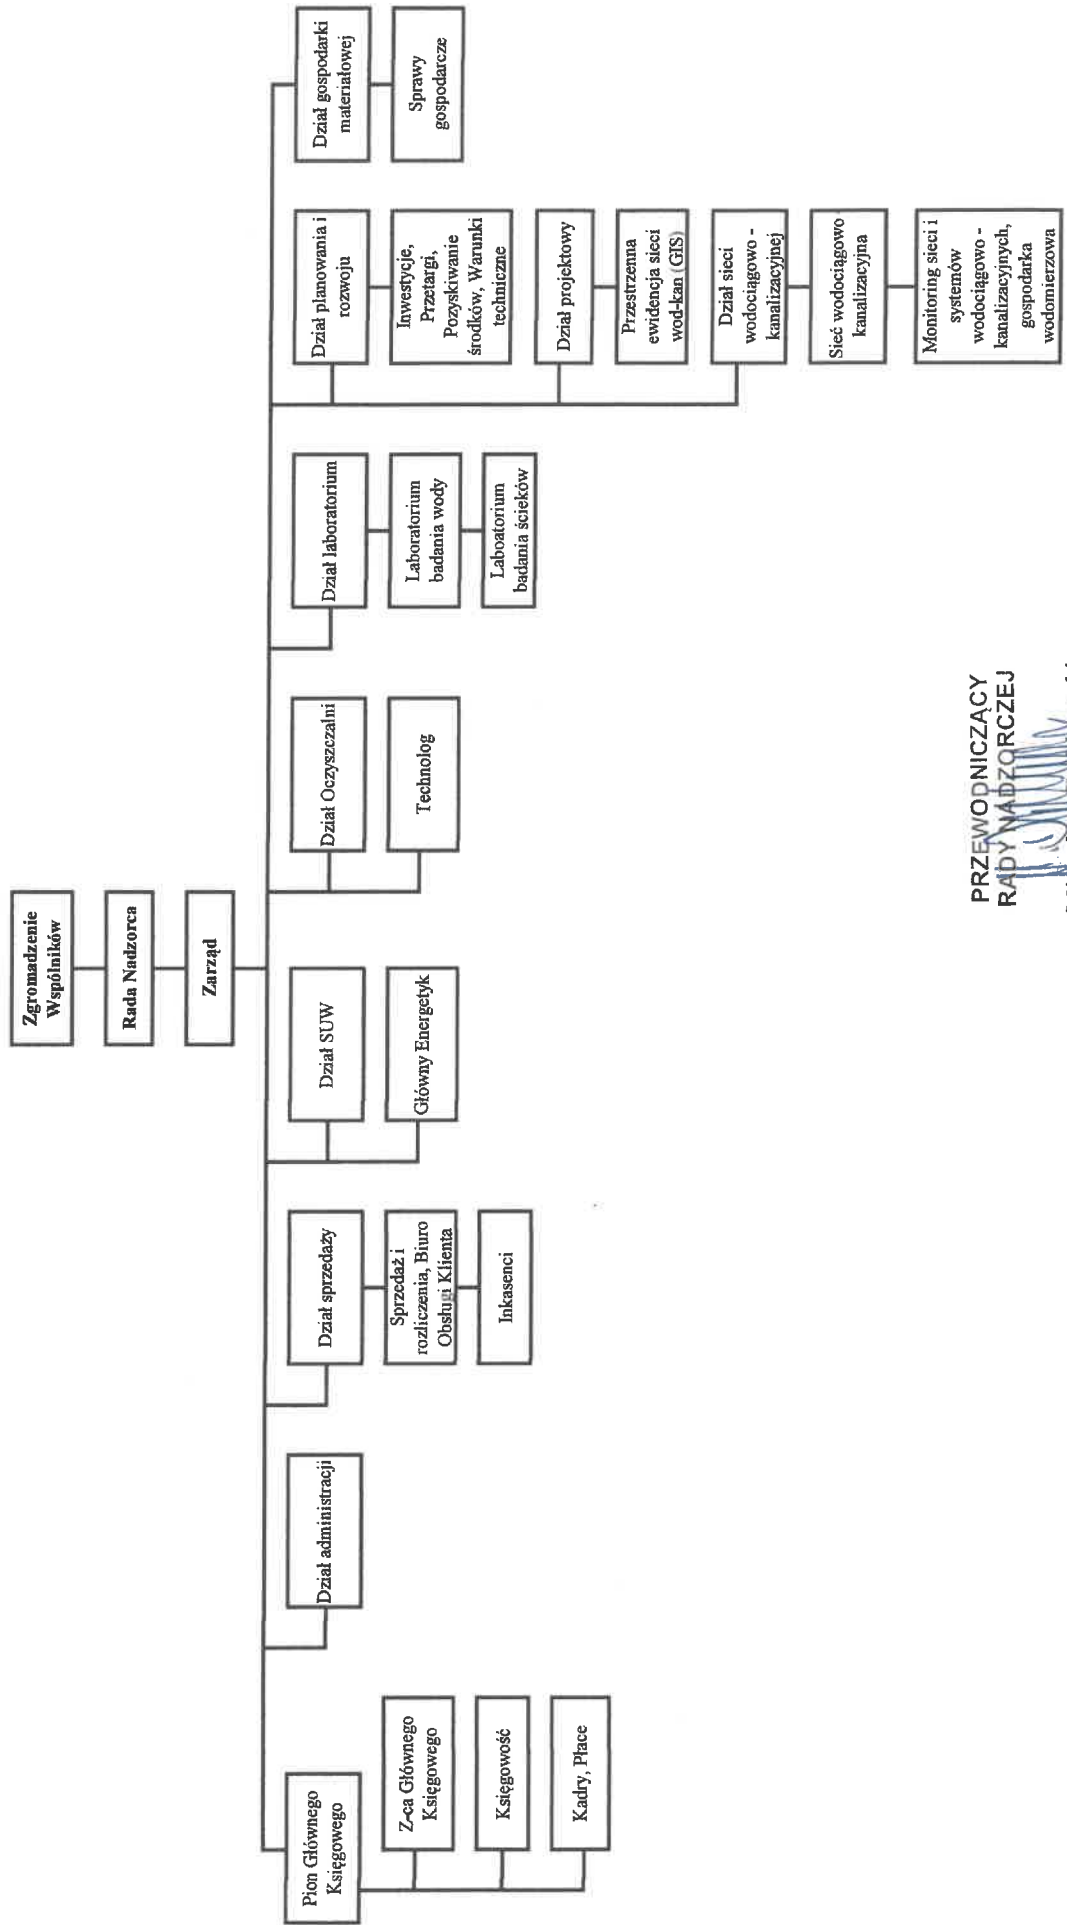 Zgromadzenie
Wspólników
Rada Nadzorca
Zarząd
Pion Głównego
Księgowego
Z-ca Głównego
Księgowego
Księgowość
Kadry, Płace
Dział administracji
Dział sprzedaży
Sprzedaż i
rozliczenia, Biuro
Obsługi Klienta
Inkasenci
Dział SUW
Główny Energetyk
Dział Oczyszczalni
Technolog
Dział laboratorium
Laboratorium
badania wody
Laboatorium
badania ścieków
Dział planowania i
rozwoju
Inwestycje,
Przetargi,
Pozyskiwanie
środków, Warunki
techniczne
Dział projektowy
Przestrzenna
ewidencja sieci
wod-kan (GIS)
Dział sieci
wodociągowo -
kanalizacyjnej
Sieć wodociągowo
kanalizacyjna
Monitoring sieci i
systemów
wodociągowo -
kanalizacyjnych,
gospodarka
wodomierzowa
Dział gospodarki
materiałowej
Sprawy
gospodarcze
PRZEWODNICZĄCY
RADY NADZORCZEJ